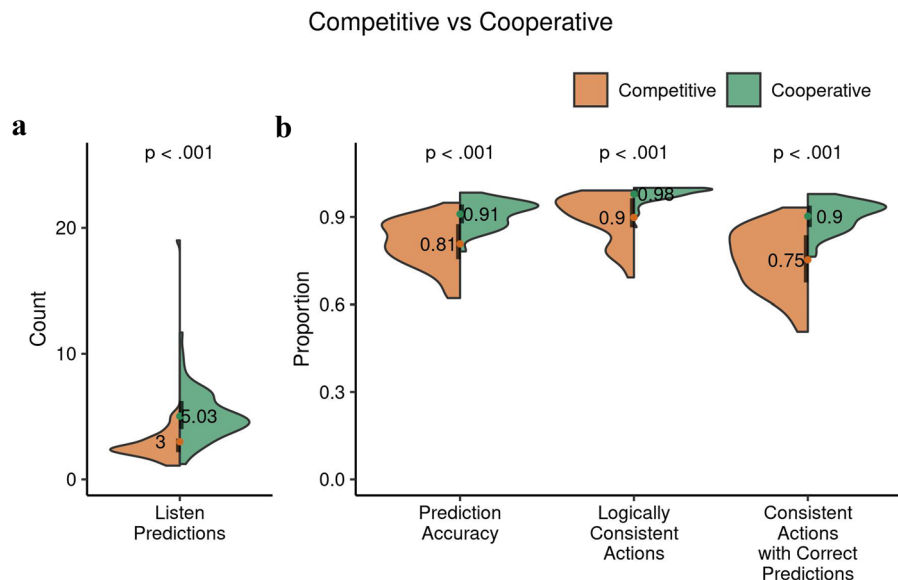 Competitive vs Cooperative
Competitive
Cooperative
a
p < .001
Count
20
10
0
5.03
3
Listen
Predictions
b
p < .001
p < .001
p < .001
Proportion
0.9
0.6
0.3
0.0
0.91
0.81
0.98
0.9
0.9
0.75
Prediction
Accuracy
Logically
Consistent
Actions
Consistent
Actions
with Correct
Predictions